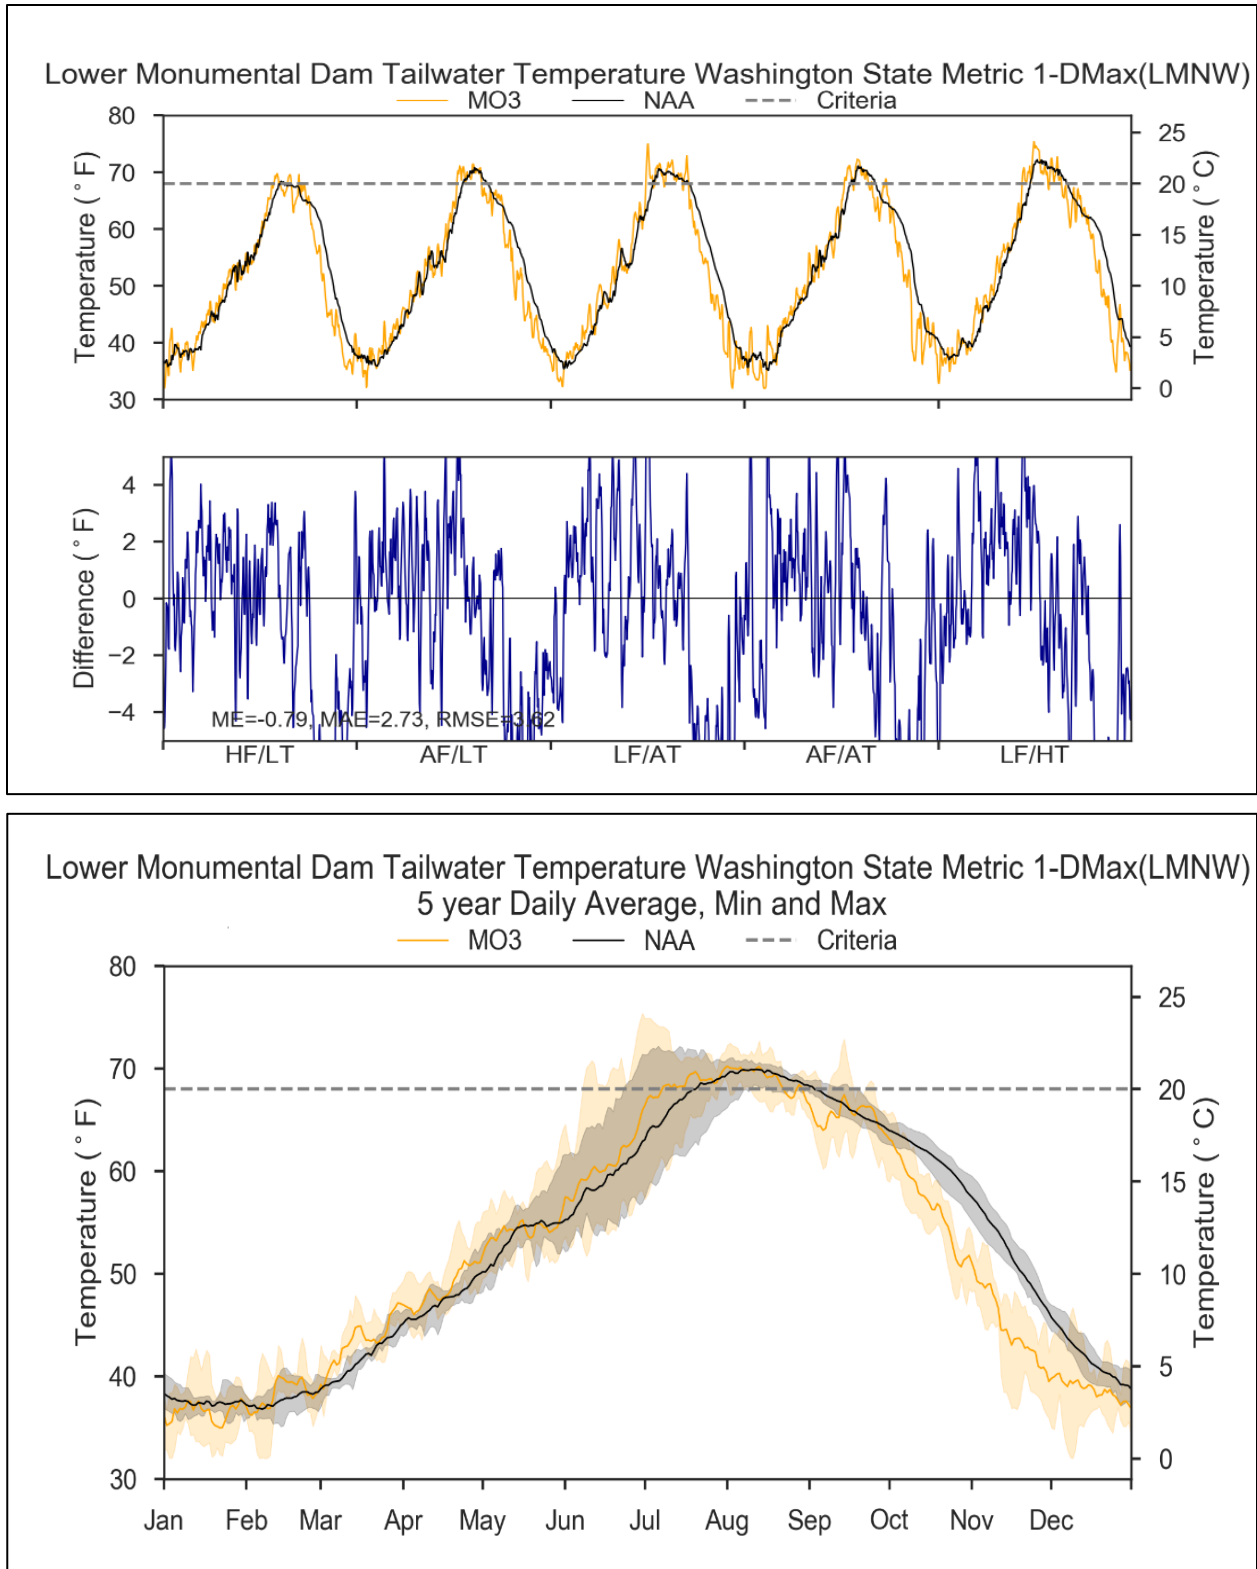 Lower Monumental Dam Tailwater Temperature Washington State Metric 1-DMax(LMNW)
MO3 NAA Criteria
80
70
60
50
40
30
Temperature ( ° F)
25
20
15
10
5
0
Temperature ( ° C)
4
2
0
−2
−4
Difference ( ° F)
ME=-0.79, MAE=2.73, RMSE=3.62
HF/LT AF/LT LF/AT AF/AT LF/HT
Lower Monumental Dam Tailwater Temperature Washington State Metric 1-DMax(LMNW)
5 year Daily Average, Min and Max
MO3 NAA Criteria
80
70
60
50
40
30
Temperature ( ° F)
25
20
15
10
5
0
Temperature ( ° C)
Jan Feb Mar Apr May Jun Jul Aug Sep Oct Nov Dec